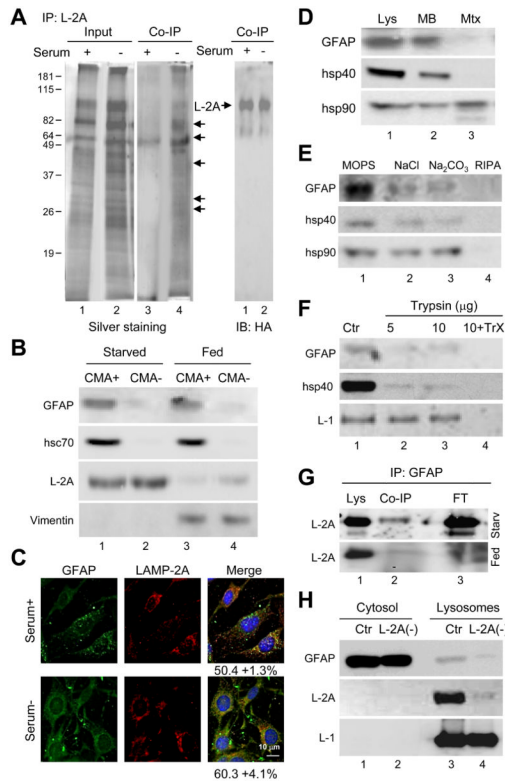 A
IP: L-2A
Input Co-IP Co-IP
Serum + - + - Serum + -
181
115
82
64
49
37
26
19
L-2A
1 2 3 4 1 2
Silver staining IB: HA
B
Starved Fed
CMA+ CMA- CMA+ CMA-
GFAP
hsc70
L-2A
Vimentin
1 2 3 4
C
GFAP LAMP-2A Merge
Serum+
50.4 +1.3%
Serum-
10 μm
60.3 +4.1%
D
Lys MB Mtx
GFAP
hsp40
hsp90
1 2 3
E
MOPS NaCl Na₂CO₃ RIPA
GFAP
hsp40
hsp90
1 2 3 4
F
Trypsin (μg)
Ctr 5 10 10+TrX
GFAP
hsp40
L-1
1 2 3 4
G
IP: GFAP
Lys Co-IP FT
L-2A Starv
L-2A Fed
1 2 3
H
Cytosol Lysosomes
Ctr L-2A(-) Ctr L-2A(-)
GFAP
L-2A
L-1
1 2 3 4